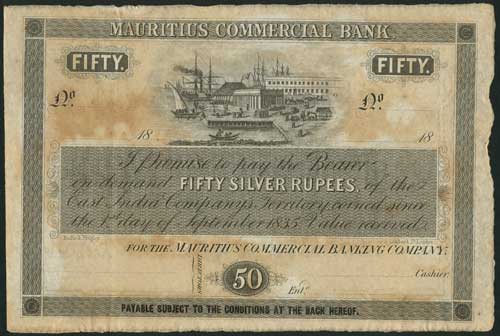 MAURITIUS COMMERCIAL BANK.
FIFTY. FIFTY.
No No
18 18
I Promise to pay the Bearer
on demand FIFTY SILVER RUPEES, of the
East India Company's Territory, coined since
the 1st day of September 1835 Value received
FOR THE MAURITIUS COMMERCIAL BANKING COMPANY:
Cashier.
50
Entd.
PAYABLE SUBJECT TO THE CONDITIONS AT THE BACK HEREOF.